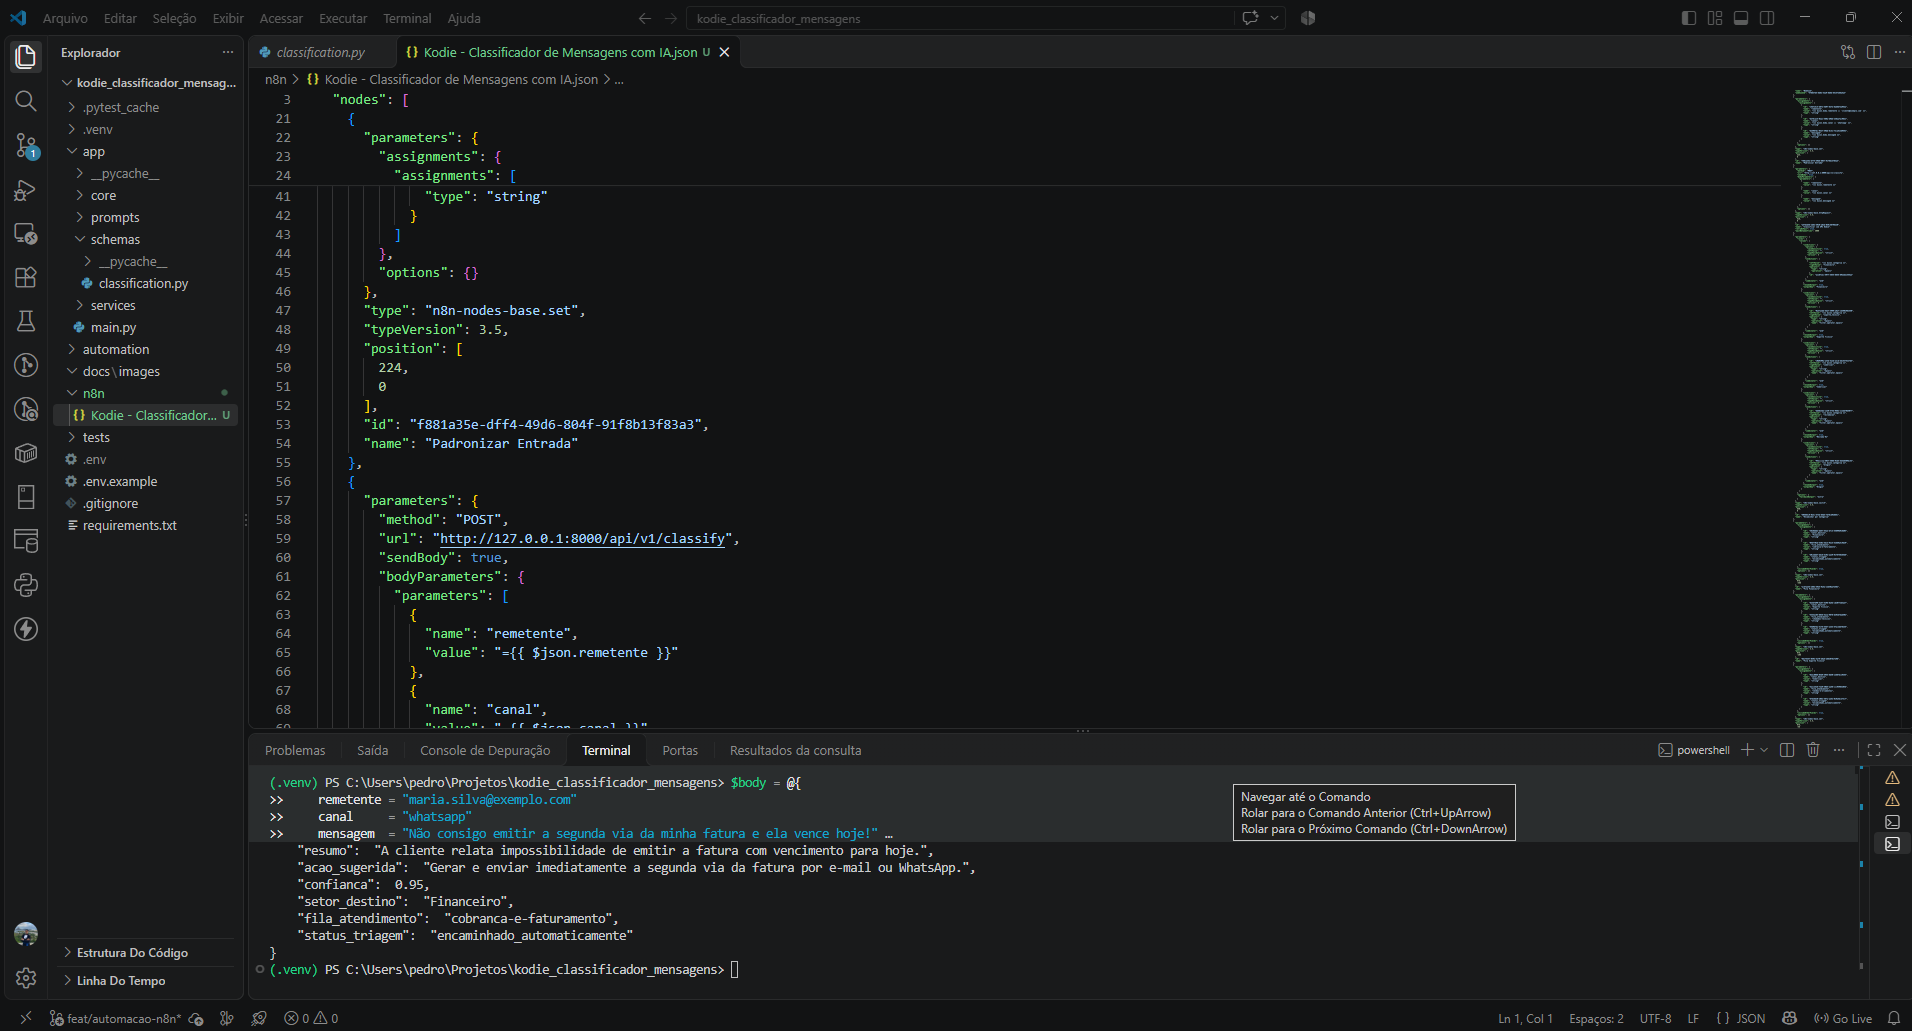 Arquivo Editar Seleção Exibir Acessar Executar Terminal Ajuda
kodie_classificador_mensagens
Explorador
kodie_classificador_mensag...
.pytest_cache
.venv
app
__pycache__
core
prompts
schemas
__pycache__
classification.py
services
main.py
automation
docs\images
n8n
{} Kodie - Classificador... U
tests
.env
.env.example
.gitignore
requirements.txt
Estrutura Do Código
Linha Do Tempo
1
classification.py
{} Kodie - Classificador de Mensagens com IA.json U
n8n > {} Kodie - Classificador de Mensagens com IA.json > ...
3 "nodes": [
21 {
22 "parameters": {
23 "assignments": {
24 "assignments": [
41 "type": "string"
42 }
43 ]
44 },
45 "options": {}
46 },
47 "type": "n8n-nodes-base.set",
48 "typeVersion": 3.5,
49 "position": [
50 224,
51 0
52 ],
53 "id": "f881a35e-dff4-49d6-804f-91f8b13f83a3",
54 "name": "Padronizar Entrada"
55 },
56 {
57 "parameters": {
58 "method": "POST",
59 "url": "http://127.0.0.1:8000/api/v1/classify",
60 "sendBody": true,
61 "bodyParameters": {
62 "parameters": [
63 {
64 "name": "remetente",
65 "value": "={{ $json.remetente }}"
66 },
67 {
68 "name": "canal",
69 "value": "={{ $json.canal }}"
Problemas Saída Console de Depuração Terminal Portas Resultados da consulta
powershell
(.venv) PS C:\Users\pedro\Projetos\kodie_classificador_mensagens> $body = @{
>> remetente = "maria.silva@exemplo.com"
>> canal = "whatsapp"
>> mensagem = "Não consigo emitir a segunda via da minha fatura e ela vence hoje!" …
"resumo": "A cliente relata impossibilidade de emitir a fatura com vencimento para hoje.",
"acao_sugerida": "Gerar e enviar imediatamente a segunda via da fatura por e-mail ou WhatsApp.",
"confianca": 0.95,
"setor_destino": "Financeiro",
"fila_atendimento": "cobranca-e-faturamento",
"status_triagem": "encaminhado_automaticamente"
}
(.venv) PS C:\Users\pedro\Projetos\kodie_classificador_mensagens>
Navegar até o Comando
Rolar para o Comando Anterior (Ctrl+UpArrow)
Rolar para o Próximo Comando (Ctrl+DownArrow)
feat/automacao-n8n* 0 0
Ln 1, Col 1 Espaços: 2 UTF-8 LF {} JSON Go Live